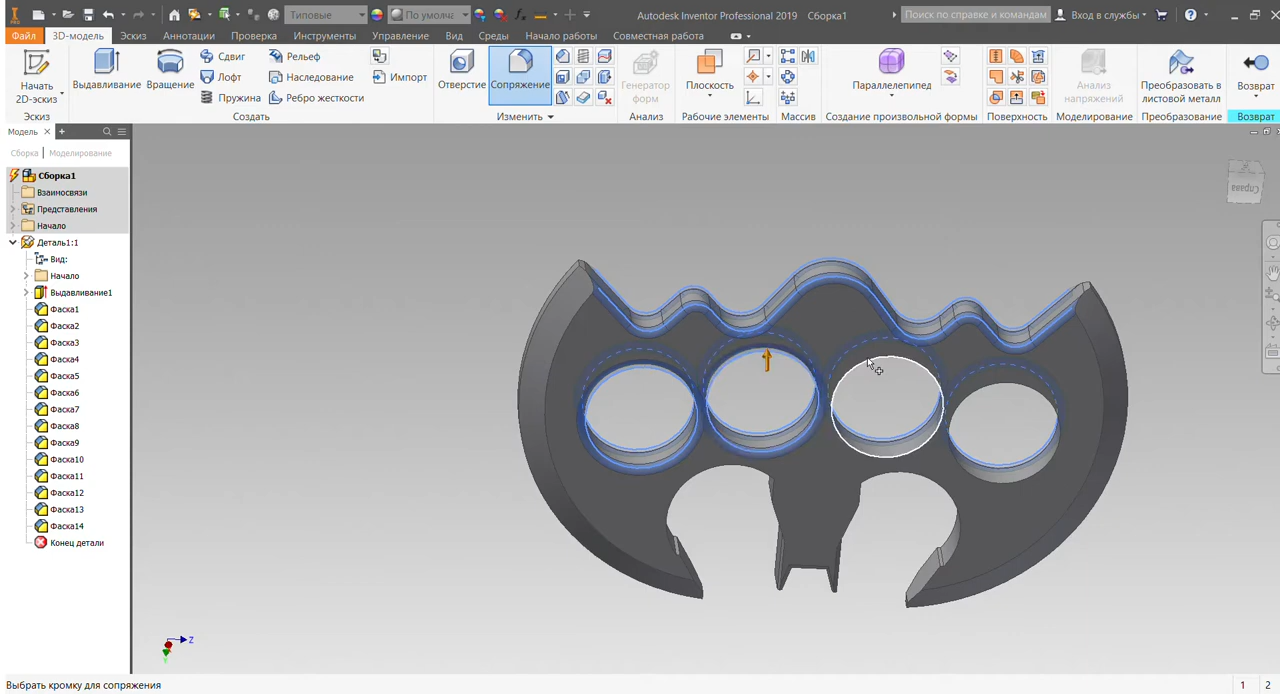 PRO
Типовые
По умолч
Autodesk Inventor Professional 2019 Сборка1
Поиск по справке и командам
Вход в службы
Файл 3D-модель Эскиз Аннотации Проверка Инструменты Управление Вид Среды Начало работы Совместная работа
Начать
2D-эскиз
Выдавливание
Вращение
Сдвиг
Лофт
Пружина
Рельеф
Наследование
Ребро жесткости
Импорт
Отверстие
Сопряжение
Генератор
форм
Плоскость
Параллелепипед
Анализ
напряжений
Преобразовать в
листовой металл
Возврат
Эскиз Создать Изменить Анализ Рабочие элементы Массив Создание произвольной формы Поверхность Моделирование Преобразование Возврат
Модель
Сборка Моделирование
Сборка1
Взаимосвязи
Представления
Начало
Деталь1:1
Вид:
Начало
Выдавливание1
Фаска1
Фаска2
Фаска3
Фаска4
Фаска5
Фаска6
Фаска7
Фаска8
Фаска9
Фаска10
Фаска11
Фаска12
Фаска13
Фаска14
Конец детали
Справа
Z
Y
Выбрать кромку для сопряжения
1 2